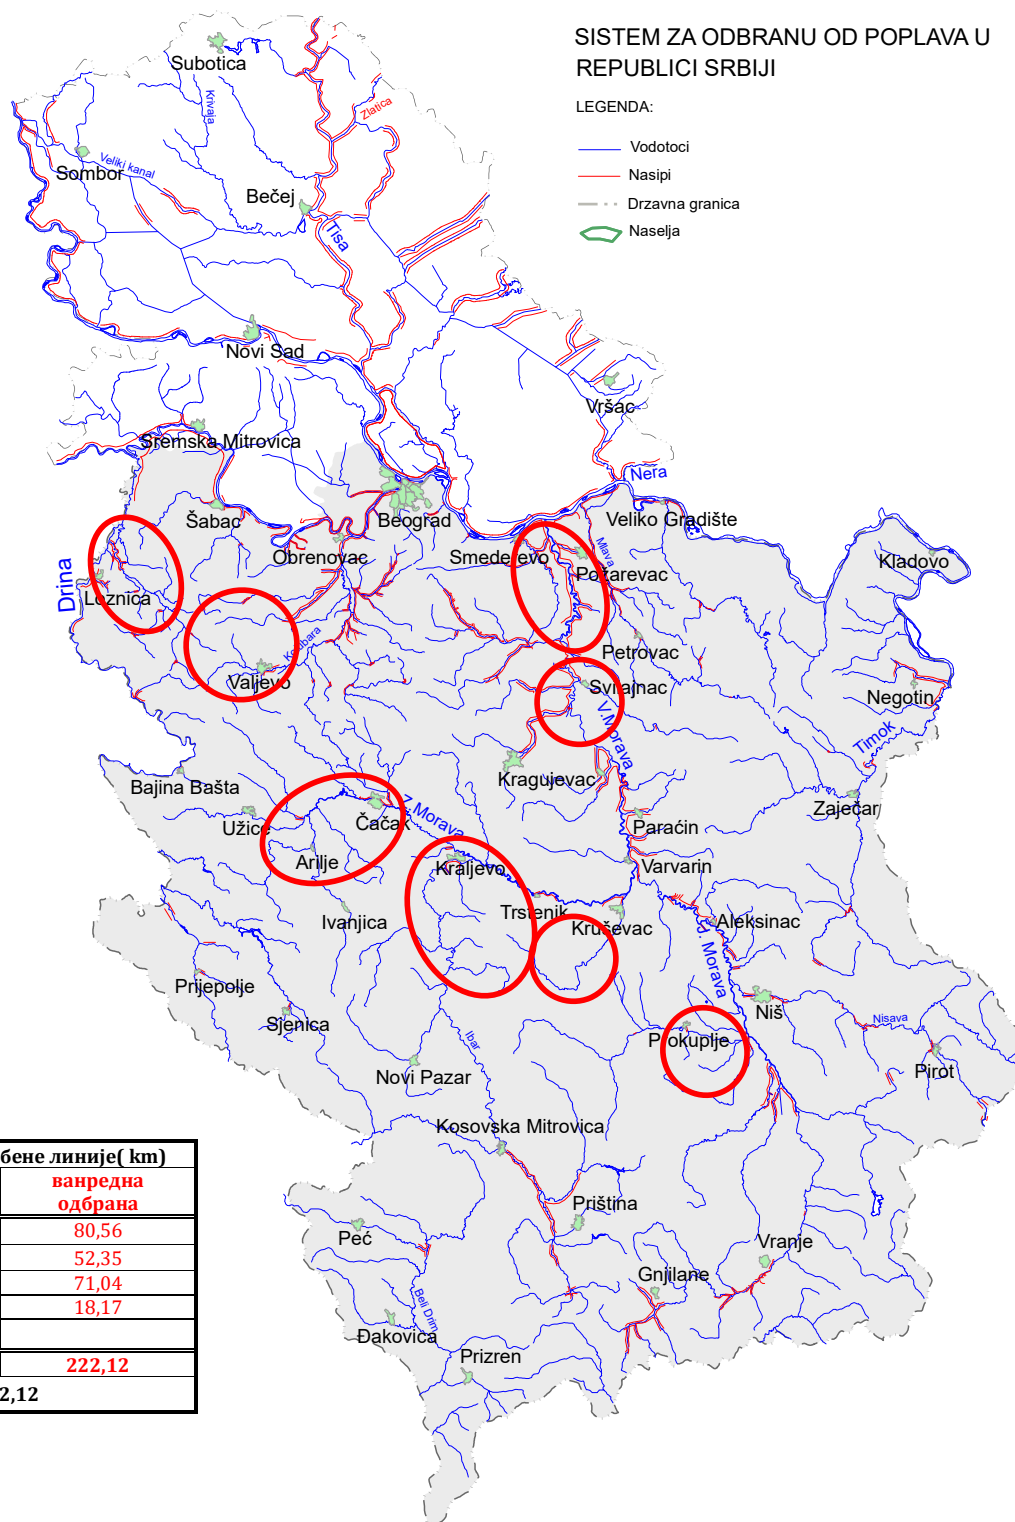 SISTEM ZA ODBRANU OD POPLAVA U
REPUBLICI SRBIJI
LEGENDA:
Vodotoci
Nasipi
Drzavna granica
Naselja
Subotica
Krivaja
Zlatica
Sombor
Veliki kanal
Bečej
Tisa
Novi Sad
Vršac
Sremska Mitrovica
Nera
Šabac
Beograd
Veliko Gradište
Obrenovac
Smederevo
Mlava
Požarevac
Kladovo
Drina
Loznica
Kolubara
Petrovac
Valjevo
Svilajnac
Negotin
V.Morava
Timok
Kragujevac
Bajina Bašta
Z.Morava
Zaječar
Užice
Čačak
Paraćin
Arilje
Kraljevo
Varvarin
Trstenik
Ivanjica
Kruševac
Aleksinac
J. Morava
Prijepolje
Niš
Sjenica
Nisava
Ibar
Prokuplje
Pirot
Novi Pazar
Kosovska Mitrovica
Priština
Peć
Vranje
Gnjilane
Beli Drim
Đakovica
Prizren
бене линије( km)
ванредна
одбрана
80,56
52,35
71,04
18,17
222,12
2,12